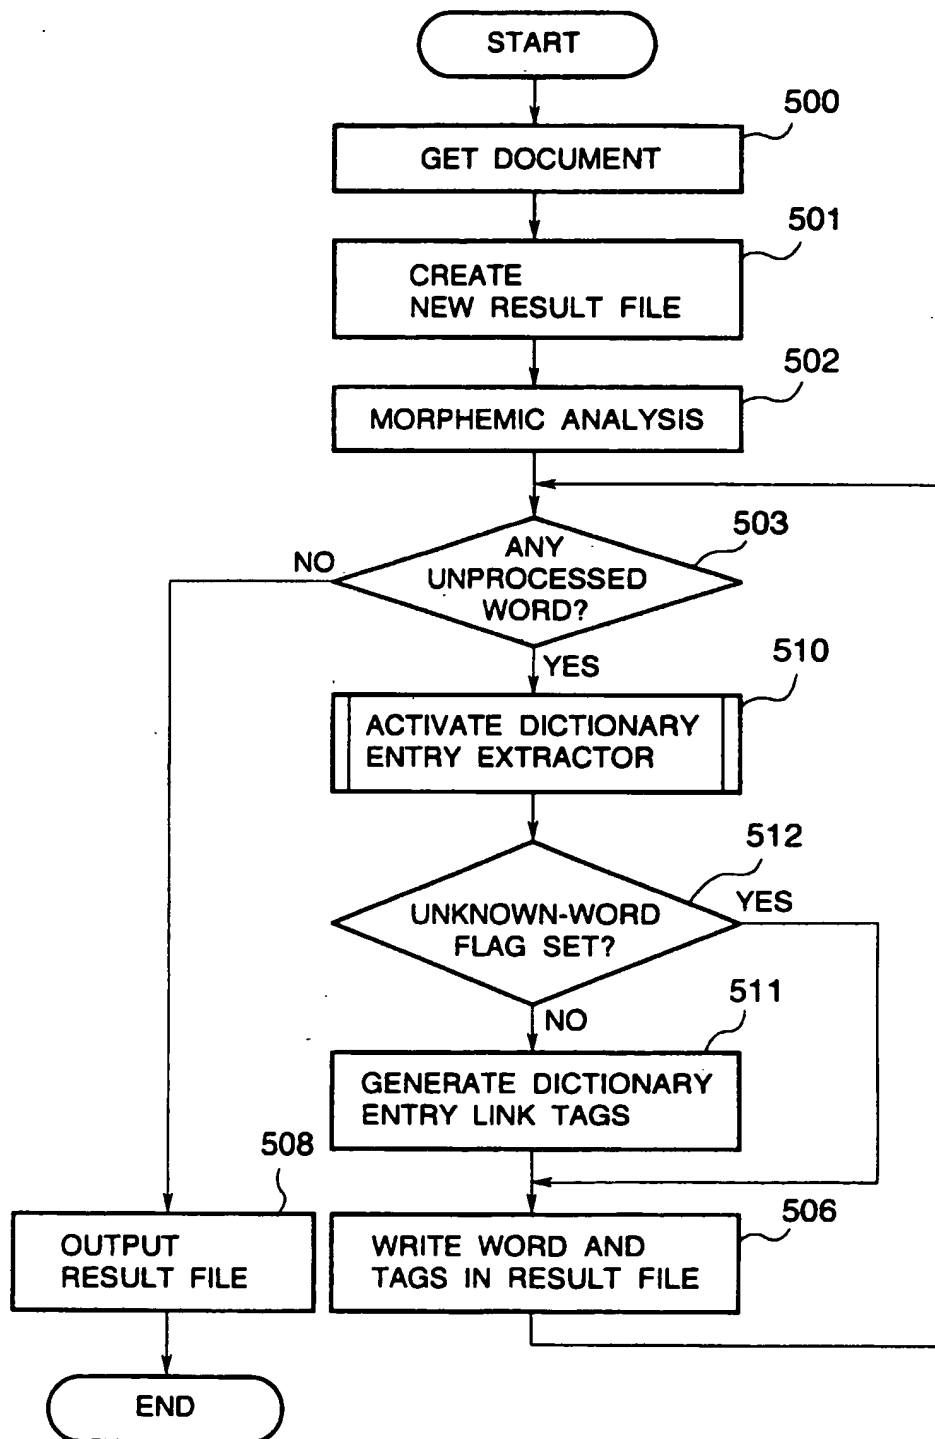 START
500
GET DOCUMENT
501
CREATE
NEW RESULT FILE
502
MORPHEMIC ANALYSIS
503
NO
ANY
UNPROCESSED
WORD?
YES
510
ACTIVATE DICTIONARY
ENTRY EXTRACTOR
512
YES
UNKNOWN-WORD
FLAG SET?
NO
511
GENERATE DICTIONARY
ENTRY LINK TAGS
508
OUTPUT
RESULT FILE
506
WRITE WORD AND
TAGS IN RESULT FILE
END